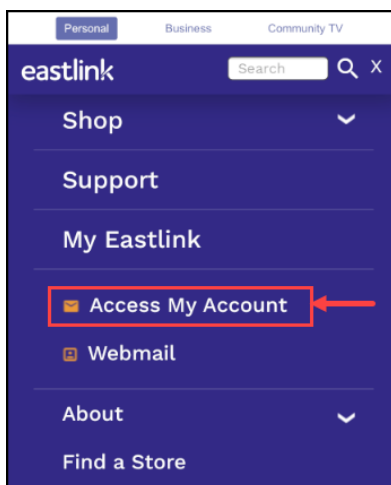 Personal Business Community TV
eastlink Search X
Shop
Support
My Eastlink
Access My Account
Webmail
About
Find a Store